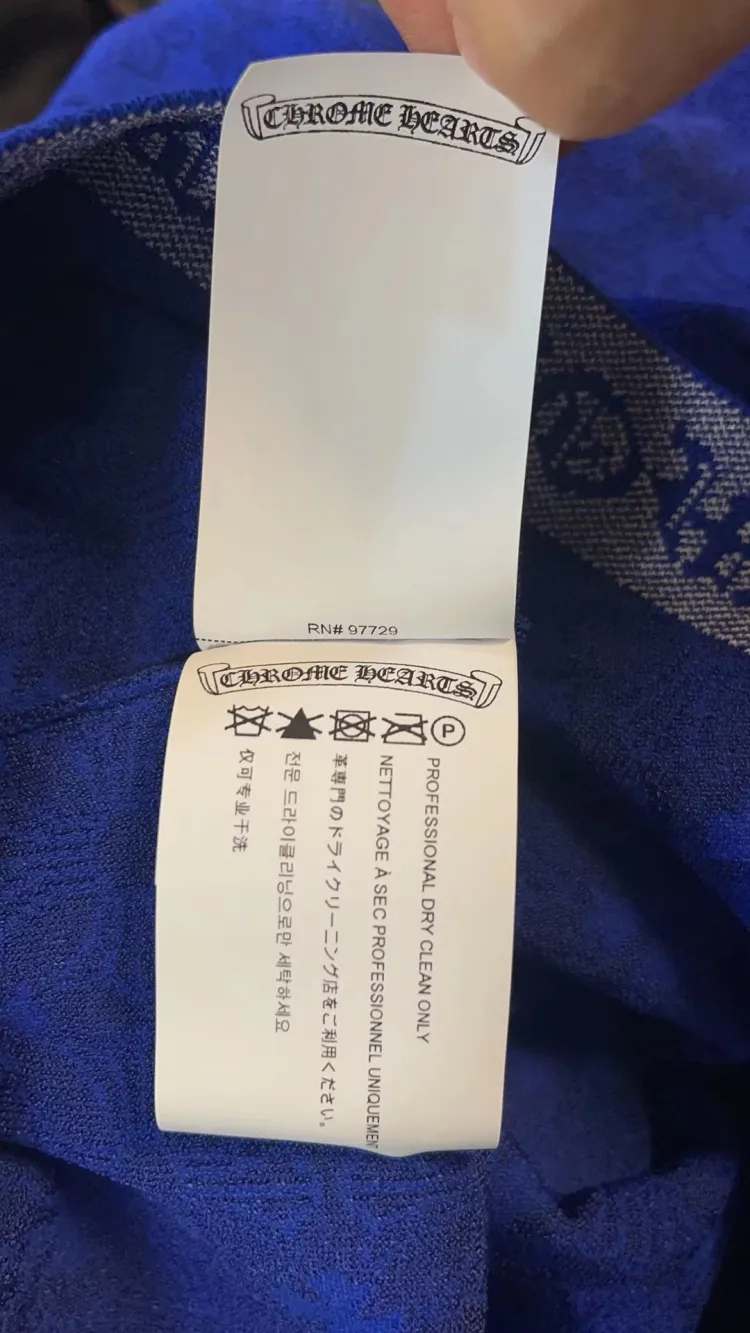 CHROME HEARTS
RN# 97729
CHROME HEARTS
P
PROFESSIONAL DRY CLEAN ONLY
NETTOYAGE À SEC PROFESSIONNEL UNIQUEMEN
革専門のドライクリーニング店をご利用ください。
전문 드라이클리닝으로만 세탁하세요
仅可专业干洗